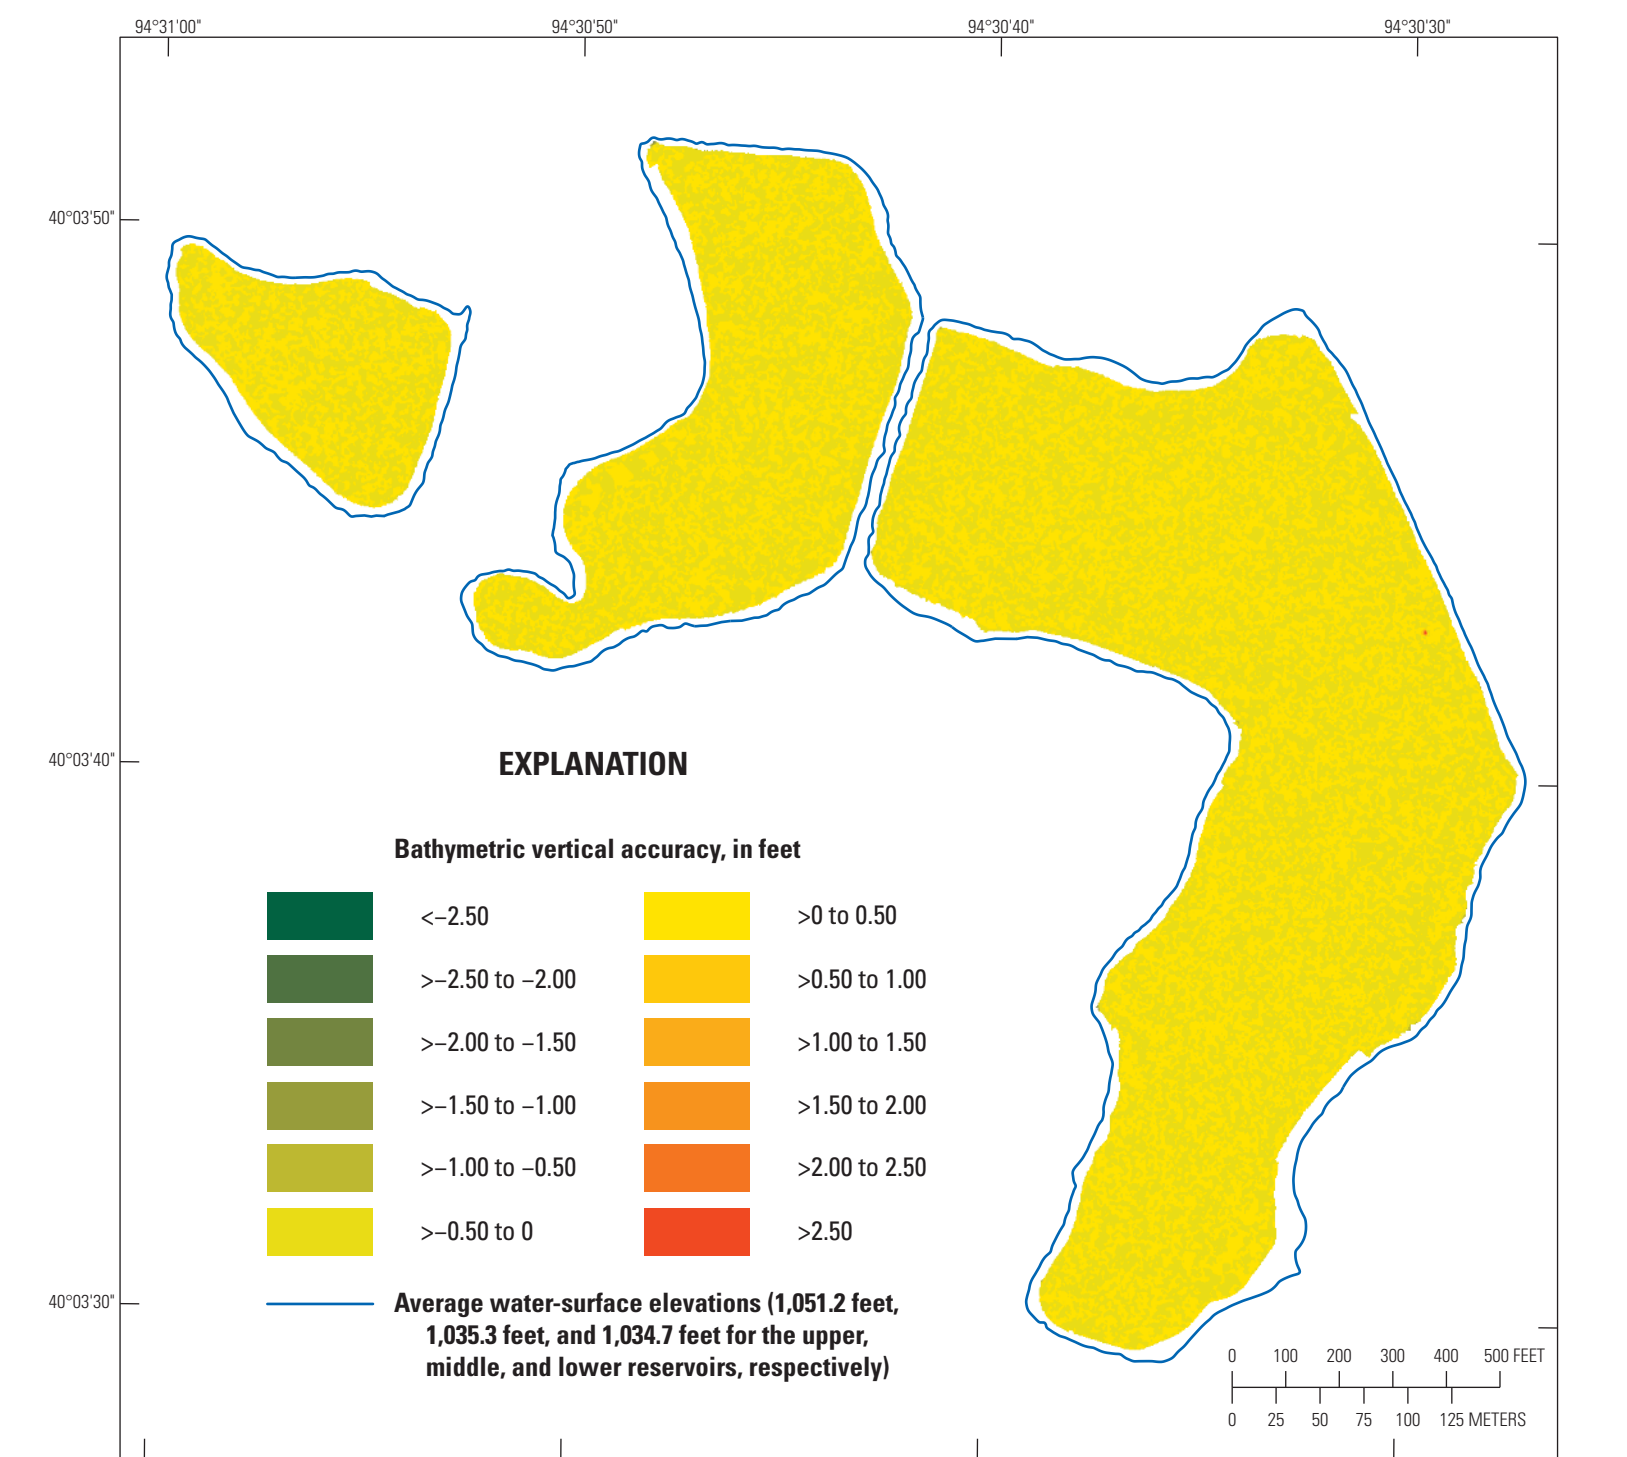 94°31'00" 94°30'50" 94°30'40" 94°30'30"
40°03'50"
40°03'40"
40°03'30"
EXPLANATION
Bathymetric vertical accuracy, in feet
<−2.50
>−2.50 to −2.00
>−2.00 to −1.50
>−1.50 to −1.00
>−1.00 to −0.50
>−0.50 to 0
>0 to 0.50
>0.50 to 1.00
>1.00 to 1.50
>1.50 to 2.00
>2.00 to 2.50
>2.50
Average water-surface elevations (1,051.2 feet,
1,035.3 feet, and 1,034.7 feet for the upper,
middle, and lower reservoirs, respectively)
0 100 200 300 400 500 FEET
0 25 50 75 100 125 METERS